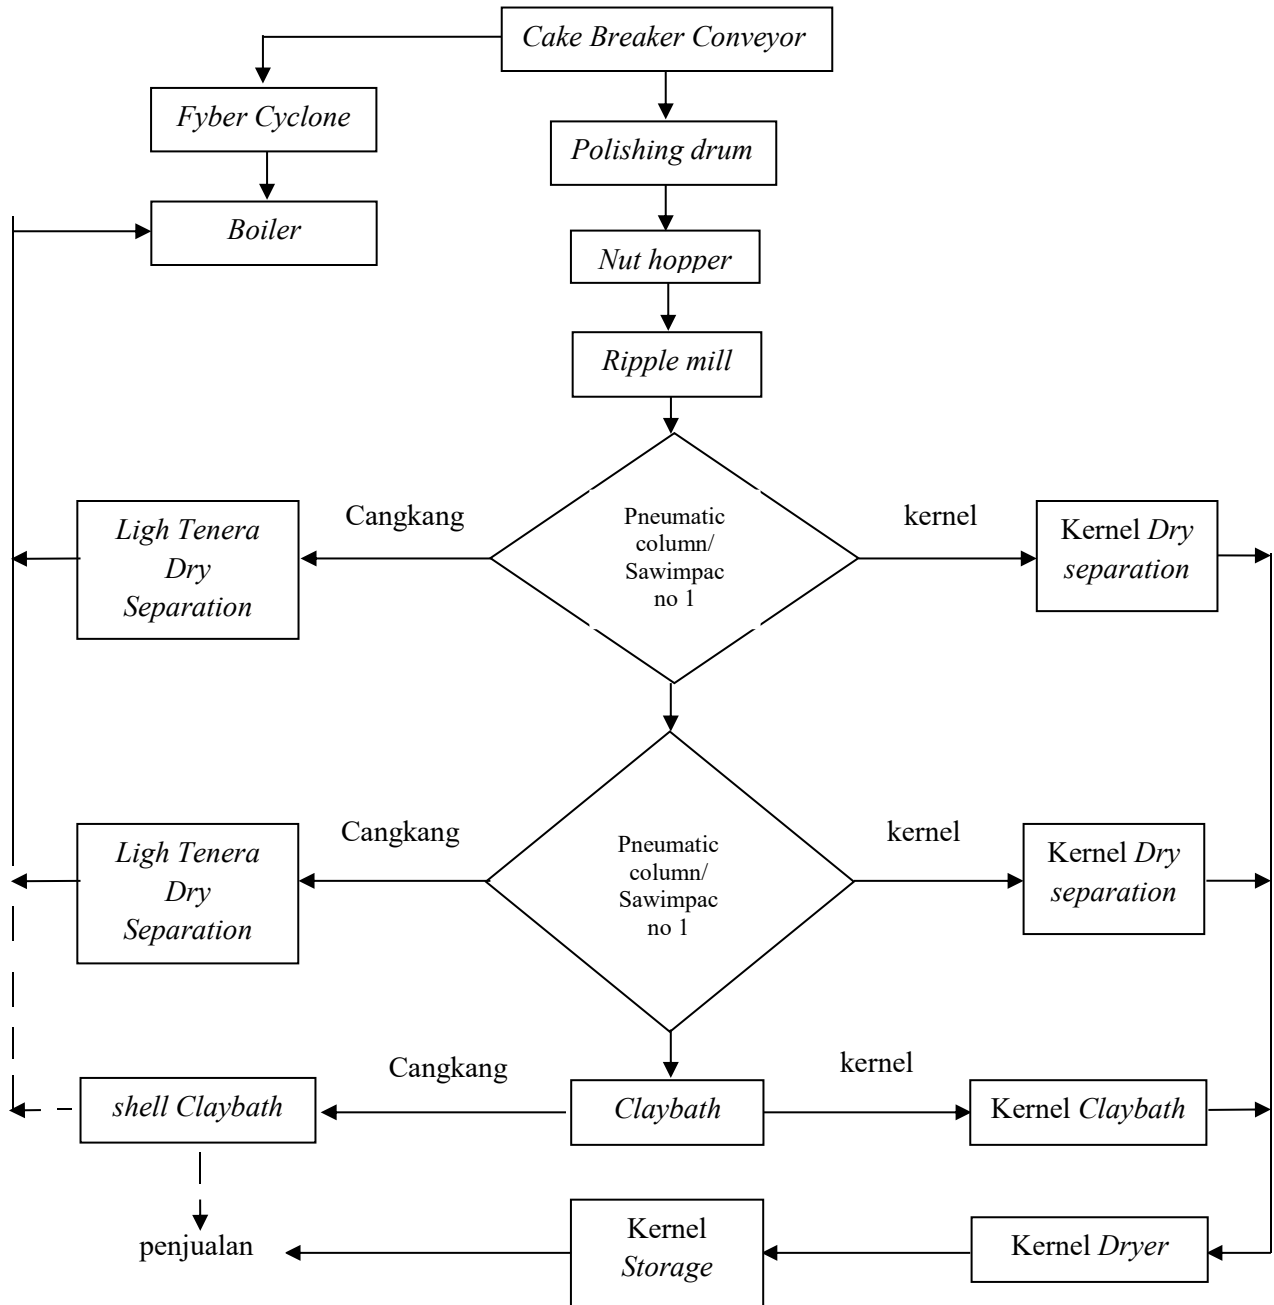 Cake Breaker Conveyor
Fyber Cyclone
Polishing drum
Boiler
Nut hopper
Ripple mill
Cangkang
kernel
Ligh Tenera
Dry
Separation
Pneumatic
column/
Sawimpac
no 1
Kernel Dry
separation
Cangkang
kernel
Ligh Tenera
Dry
Separation
Pneumatic
column/
Sawimpac
no 1
Kernel Dry
separation
Cangkang
kernel
shell Claybath
Claybath
Kernel Claybath
penjualan
Kernel
Storage
Kernel Dryer